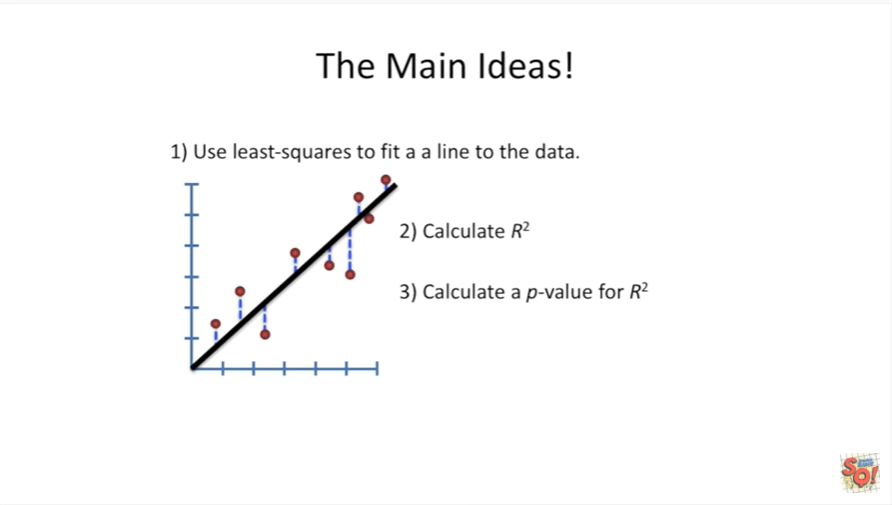 The Main Ideas!
1) Use least-squares to fit a a line to the data.
2) Calculate R²
3) Calculate a p-value for R²
SQ!